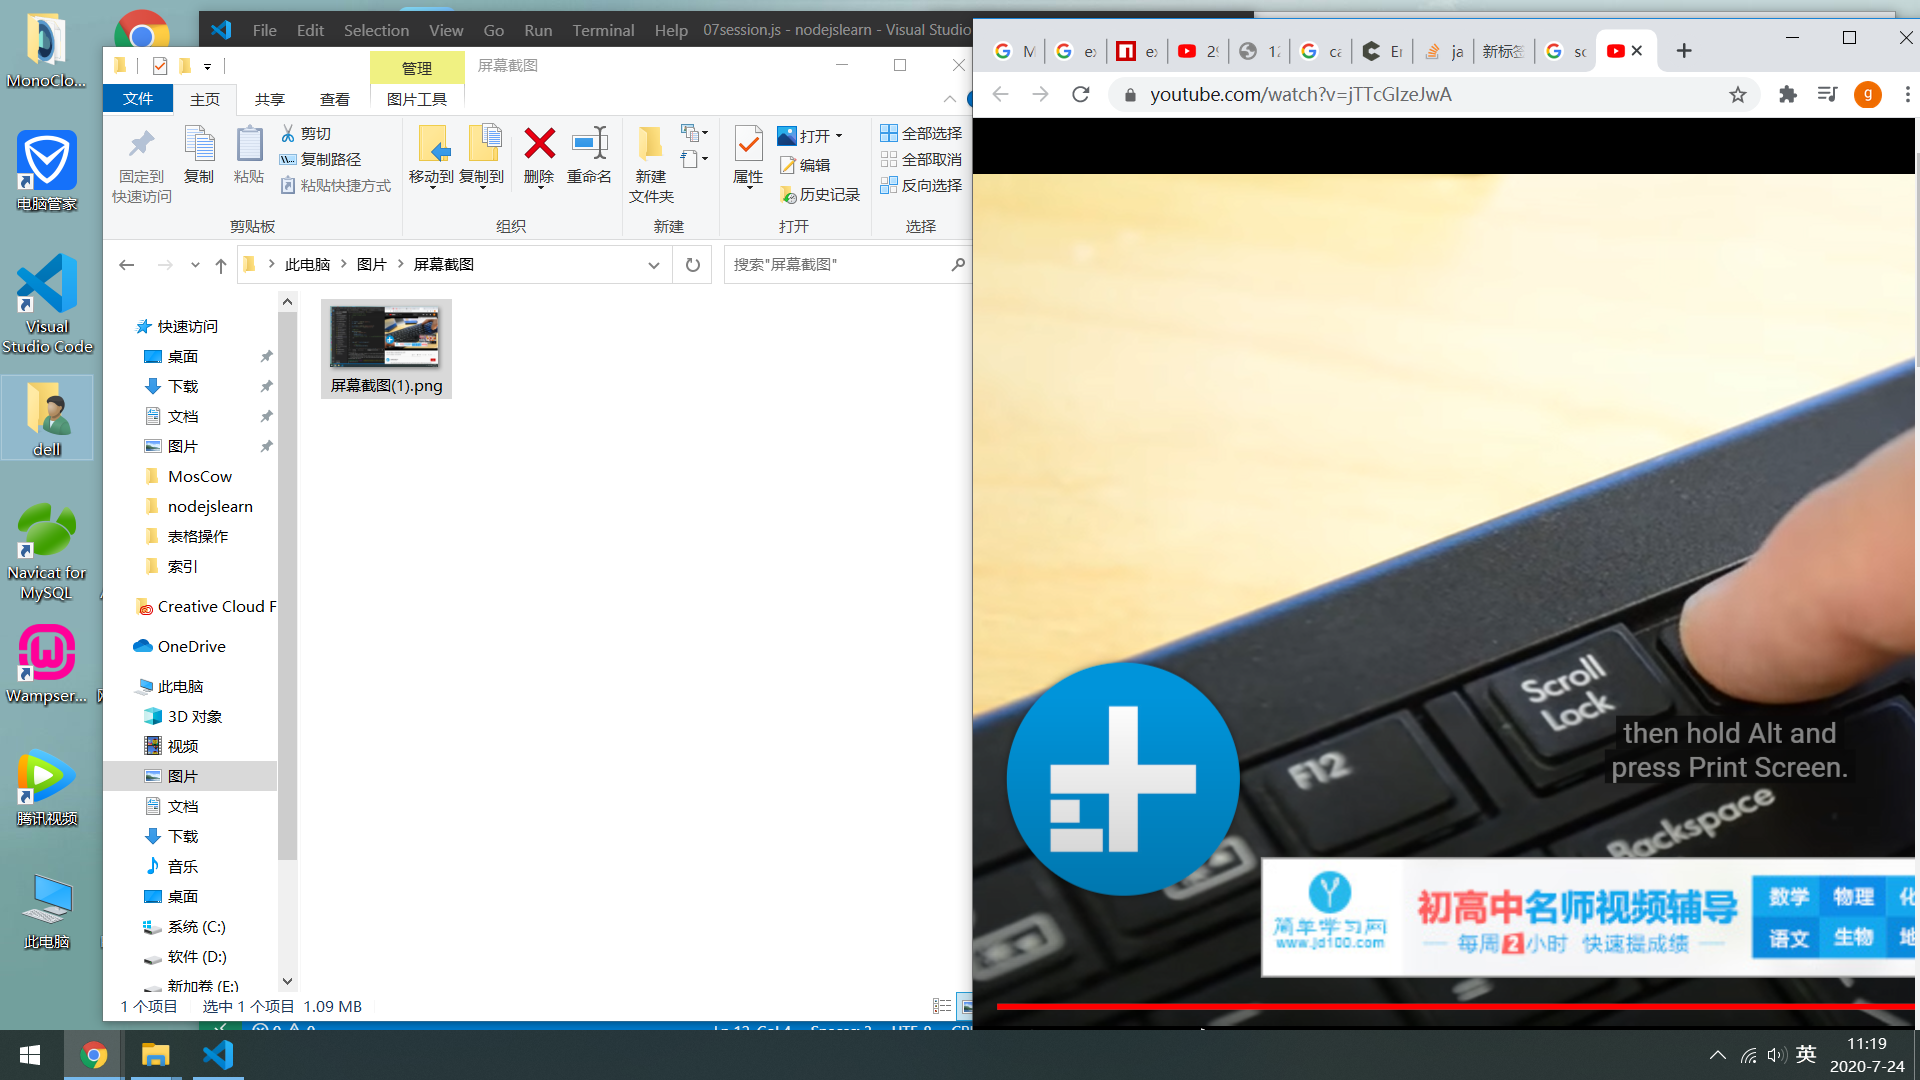 MonoClo...
电脑管家
Visual
Studio Code
dell
Navicat for
MySQL
Wampser...
腾讯视频
此电脑
File Edit Selection View Go Run Terminal Help 07session.js - nodejslearn - Visual Studio
管理 屏幕截图
文件 主页 共享 查看 图片工具
固定到
快速访问
复制
粘贴
剪切
复制路径
粘贴快捷方式
剪贴板
移动到
复制到
删除
重命名
组织
新建
文件夹
新建
属性
打开
编辑
历史记录
打开
全部选择
全部取消
反向选择
选择
此电脑 图片 屏幕截图
搜索"屏幕截图"
快速访问
桌面
下载
文档
图片
MosCow
nodejslearn
表格操作
索引
Creative Cloud F
OneDrive
此电脑
3D 对象
视频
图片
文档
下载
音乐
桌面
系统 (C:)
软件 (D:)
新加卷 (E:)
屏幕截图(1).png
1 个项目 选中 1 个项目 1.09 MB
新标签
youtube.com/watch?v=jTTcGIzeJwA
g
Scroll
Lock
F12
Backspace
then hold Alt and
press Print Screen.
简单学习网
www.jd100.com
初高中名师视频辅导
每周2小时 快速提成绩
数学 物理
语文 生物
英
11:19
2020-7-24